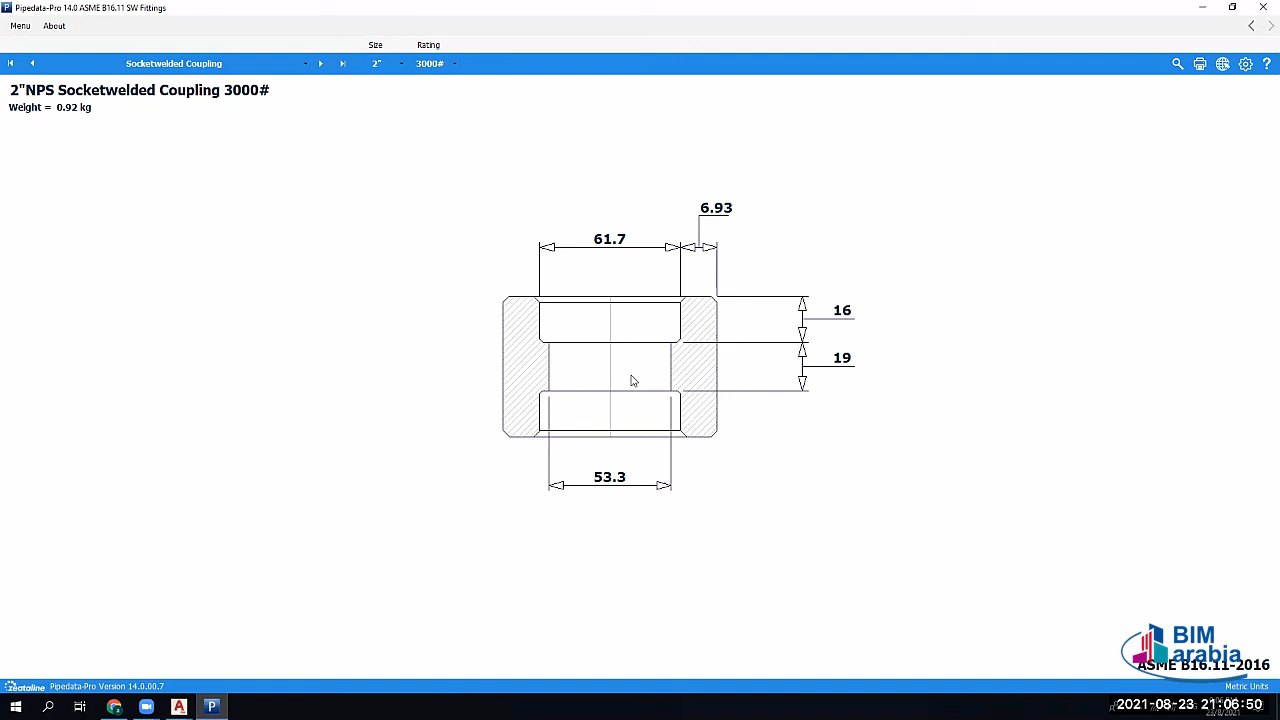 Pipedata-Pro 14.0 ASME B16.11 SW Fittings
Menu About
Size Rating
Socketwelded Coupling 2" 3000#
2"NPS Socketwelded Coupling 3000#
Weight = 0.92 kg
6.93
61.7
16
19
53.3
BIM
arabia
ASME B16.11-2016
Zeataline Pipedata-Pro Version 14.0.00.7 Metric Units
2021-08-23 21:06:50